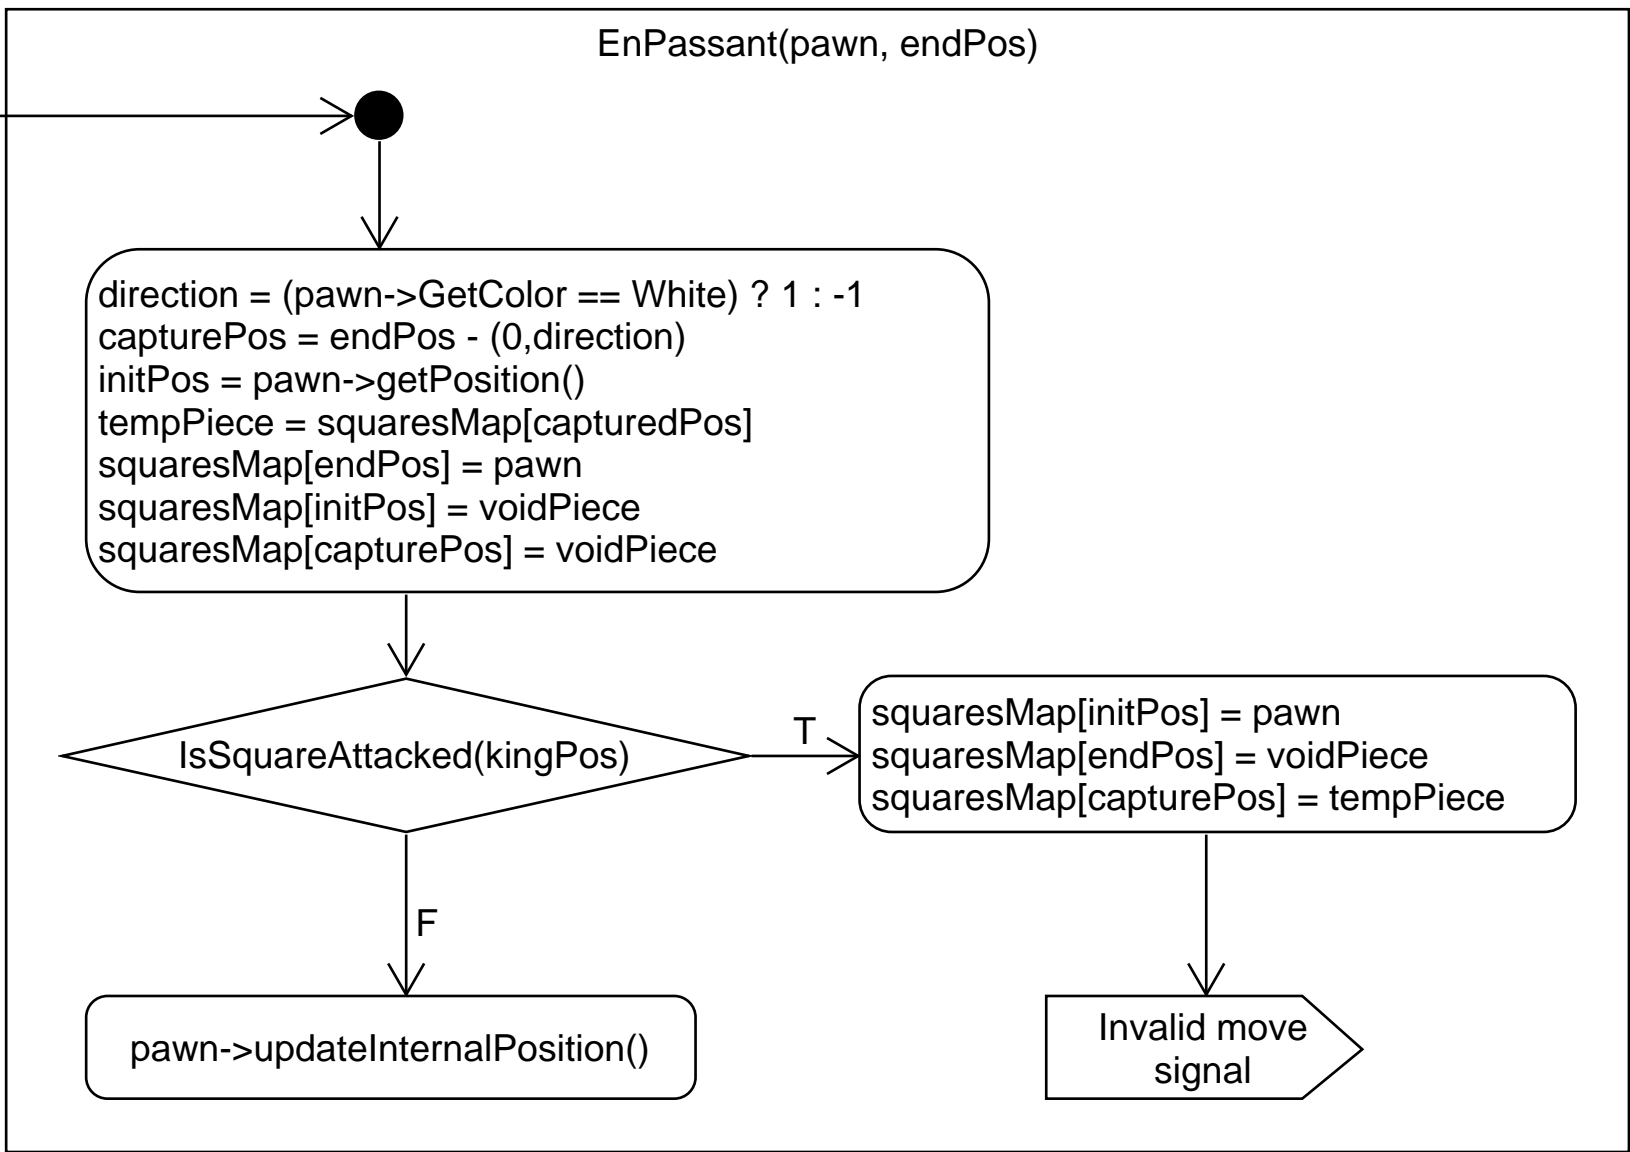 EnPassant(pawn, endPos)
direction = (pawn->GetColor == White) ? 1 : -1
capturePos = endPos - (0,direction)
initPos = pawn->getPosition()
tempPiece = squaresMap[capturedPos]
squaresMap[endPos] = pawn
squaresMap[initPos] = voidPiece
squaresMap[capturePos] = voidPiece
IsSquareAttacked(kingPos)
T
squaresMap[initPos] = pawn
squaresMap[endPos] = voidPiece
squaresMap[capturePos] = tempPiece
F
pawn->updateInternalPosition()
Invalid move
signal